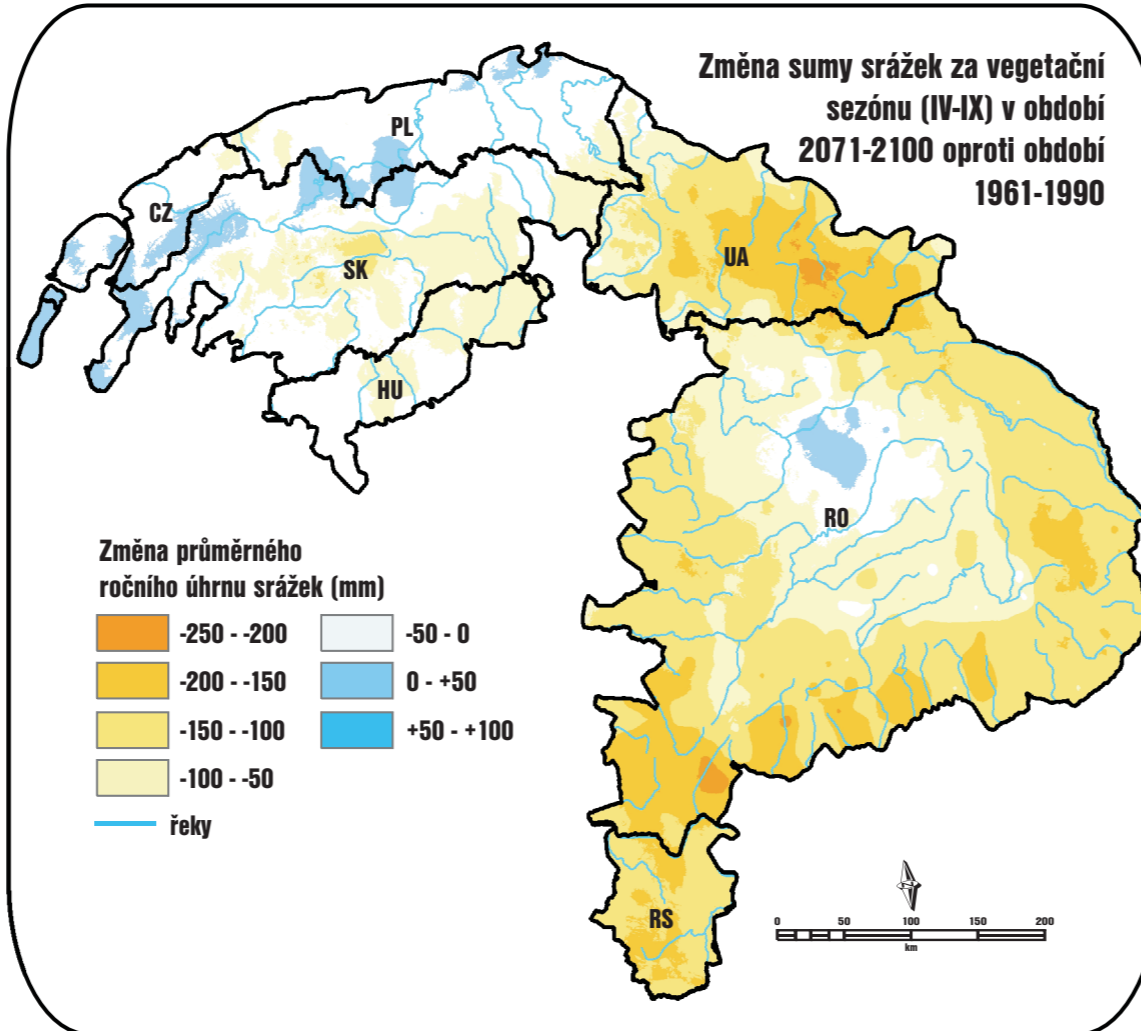 Změna sumy srážek za vegetační
sezónu (IV-IX) v období
2071-2100 oproti období
1961-1990
PL
CZ
SK
UA
HU
RO
RS
Změna průměrného
ročního úhrnu srážek (mm)
-250 - -200
-200 - -150
-150 - -100
-100 - -50
-50 - 0
0 - +50
+50 - +100
řeky
0 50 100 150 200
km